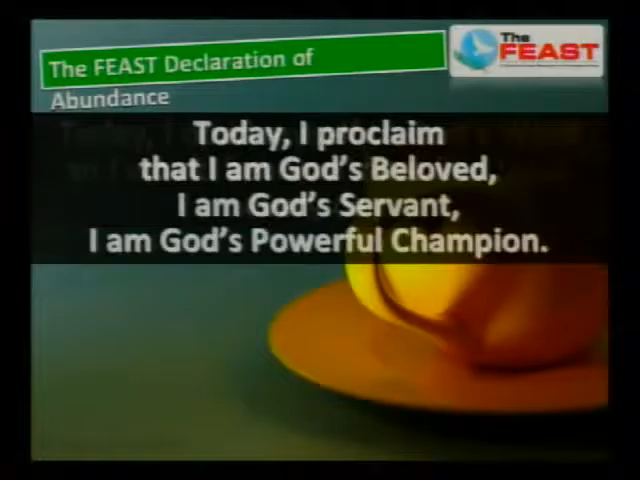 The FEAST Declaration of
Abundance
The
FEAST
Today, I proclaim
that I am God's Beloved,
I am God's Servant,
I am God's Powerful Champion.